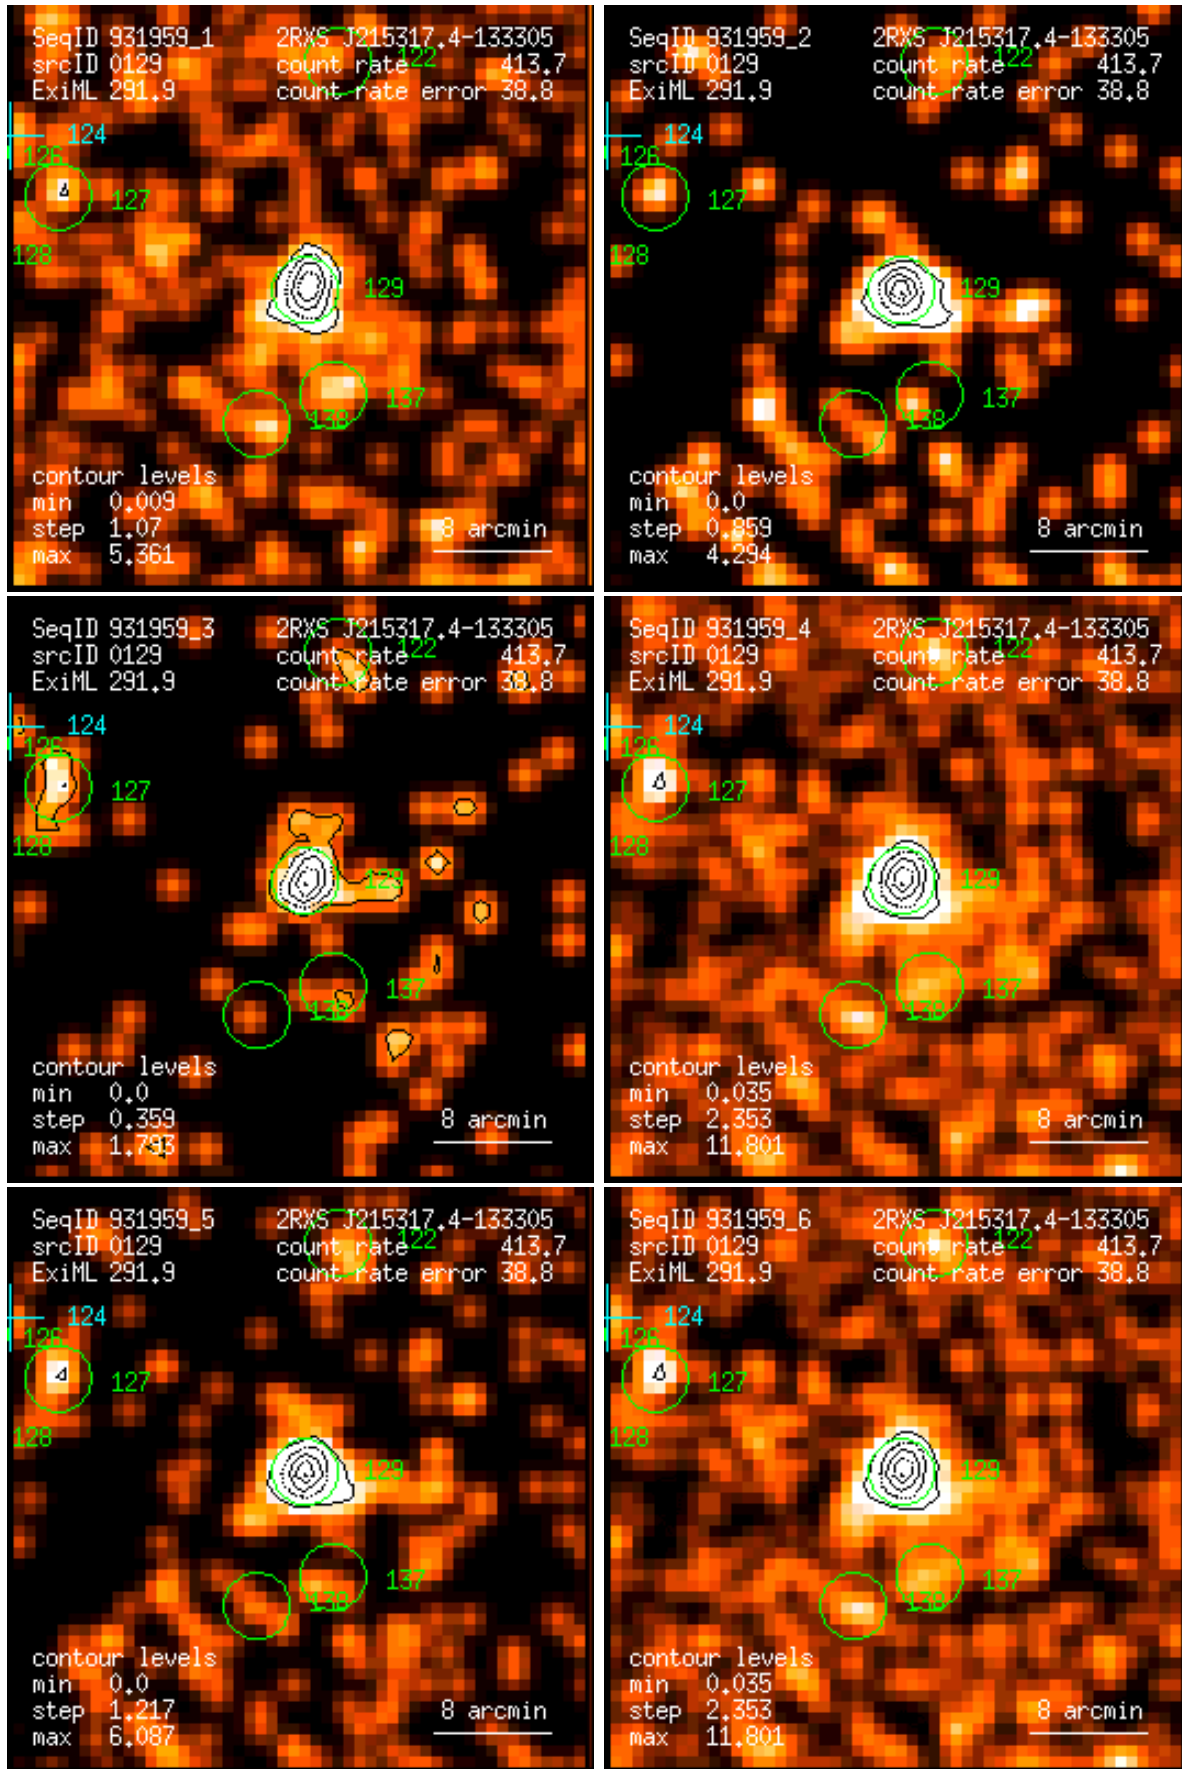 SeqID 931959_1 2RXS J215317.4-133305
srcID 0129 count rate 413.7
ExiML 291.9 count rate error 38.8
122
124
126
127
128
129
137
138
contour levels
min 0.009
step 1.07
max 5.361
8 arcmin
SeqID 931959_2 2RXS J215317.4-133305
srcID 0129 count rate 413.7
ExiML 291.9 count rate error 38.8
122
124
126
127
128
129
137
138
contour levels
min 0.0
step 0.859
max 4.294
8 arcmin
SeqID 931959_3 2RXS J215317.4-133305
srcID 0129 count rate 413.7
ExiML 291.9 count rate error 38.8
122
124
126
127
128
129
137
138
contour levels
min 0.0
step 0.359
max 1.793
8 arcmin
SeqID 931959_4 2RXS J215317.4-133305
srcID 0129 count rate 413.7
ExiML 291.9 count rate error 38.8
122
124
126
127
128
129
137
138
contour levels
min 0.035
step 2.353
max 11.801
8 arcmin
SeqID 931959_5 2RXS J215317.4-133305
srcID 0129 count rate 413.7
ExiML 291.9 count rate error 38.8
122
124
126
127
128
129
137
138
contour levels
min 0.0
step 1.217
max 6.087
8 arcmin
SeqID 931959_6 2RXS J215317.4-133305
srcID 0129 count rate 413.7
ExiML 291.9 count rate error 38.8
122
124
126
127
128
129
137
138
contour levels
min 0.035
step 2.353
max 11.801
8 arcmin